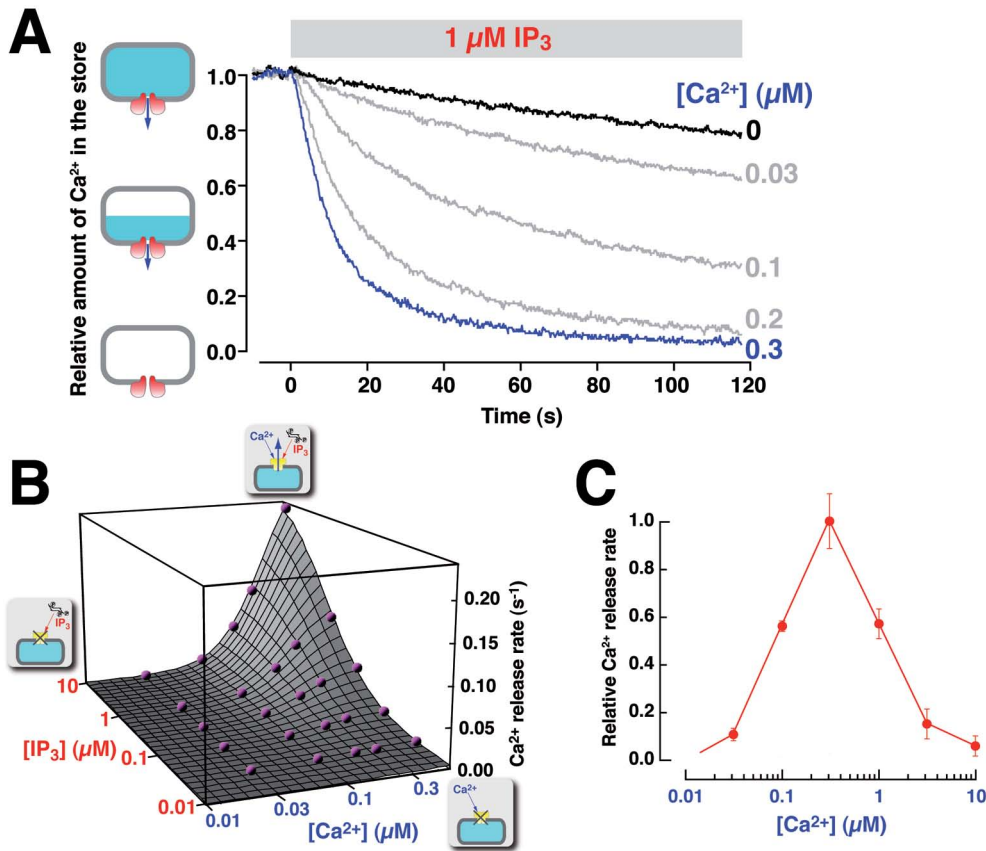 A
1 µM IP3
Relative amount of Ca2+ in the store
1.0
0.8
0.6
0.4
0.2
0.0
[Ca2+] (µM)
0
0.03
0.1
0.2
0.3
0 20 40 60 80 100 120
Time (s)
B
Ca2+
IP3
IP3
10
1
0.1
0.01
[IP3] (µM)
0.01
0.03
0.1
0.3
[Ca2+] (µM)
0.20
0.15
0.10
0.05
0.00
Ca2+ release rate (s-1)
Ca2+
C
Relative Ca2+ release rate
1.0
0.8
0.6
0.4
0.2
0.0
0.01 0.1 1 10
[Ca2+] (µM)